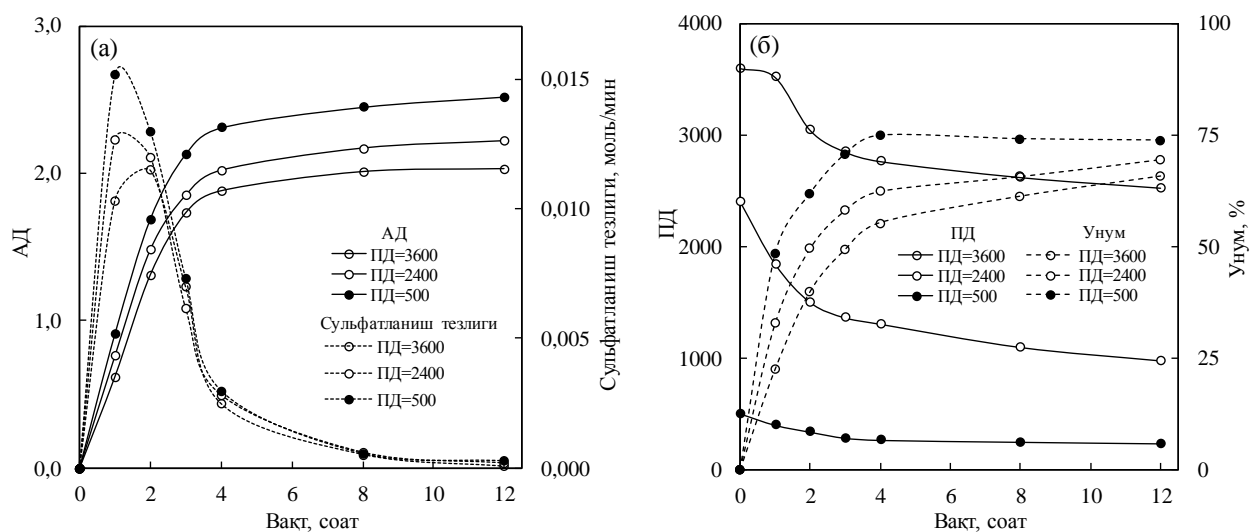 (а)
3,0
2,0
1,0
0,0
АД
0,015
0,010
0,005
0,000
Сульфатланиш тезлиги, моль/мин
АД
ПД=3600
ПД=2400
ПД=500
Сульфатланиш тезлиги
ПД=3600
ПД=2400
ПД=500
0 2 4 6 8 10 12
Вақт, соат
(б)
4000
3000
2000
1000
0
ПД
100
75
50
25
0
Унум, %
ПД Унум
ПД=3600 ПД=3600
ПД=2400 ПД=2400
ПД=500 ПД=500
0 2 4 6 8 10 12
Вақт, соат